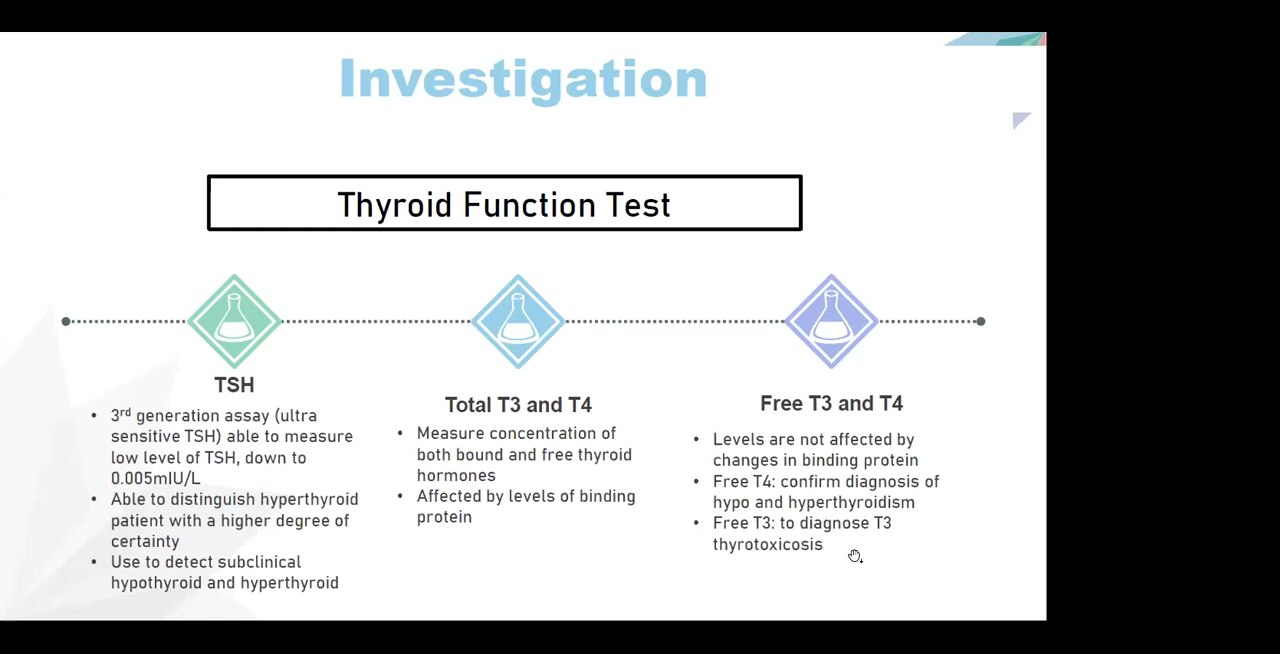 Investigation
Thyroid Function Test
TSH
• 3rd generation assay (ultra
sensitive TSH) able to measure
low level of TSH, down to
0.005mIU/L
• Able to distinguish hyperthyroid
patient with a higher degree of
certainty
• Use to detect subclinical
hypothyroid and hyperthyroid
Total T3 and T4
• Measure concentration of
both bound and free thyroid
hormones
• Affected by levels of binding
protein
Free T3 and T4
• Levels are not affected by
changes in binding protein
• Free T4: confirm diagnosis of
hypo and hyperthyroidism
• Free T3: to diagnose T3
thyrotoxicosis